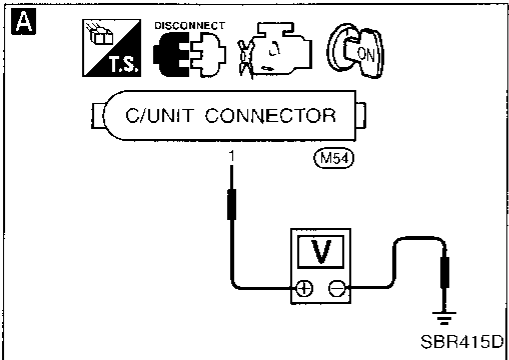 A
DISCONNECT
T.S.
ON
C/UNIT CONNECTOR
1
M54
V
+ −
SBR415D